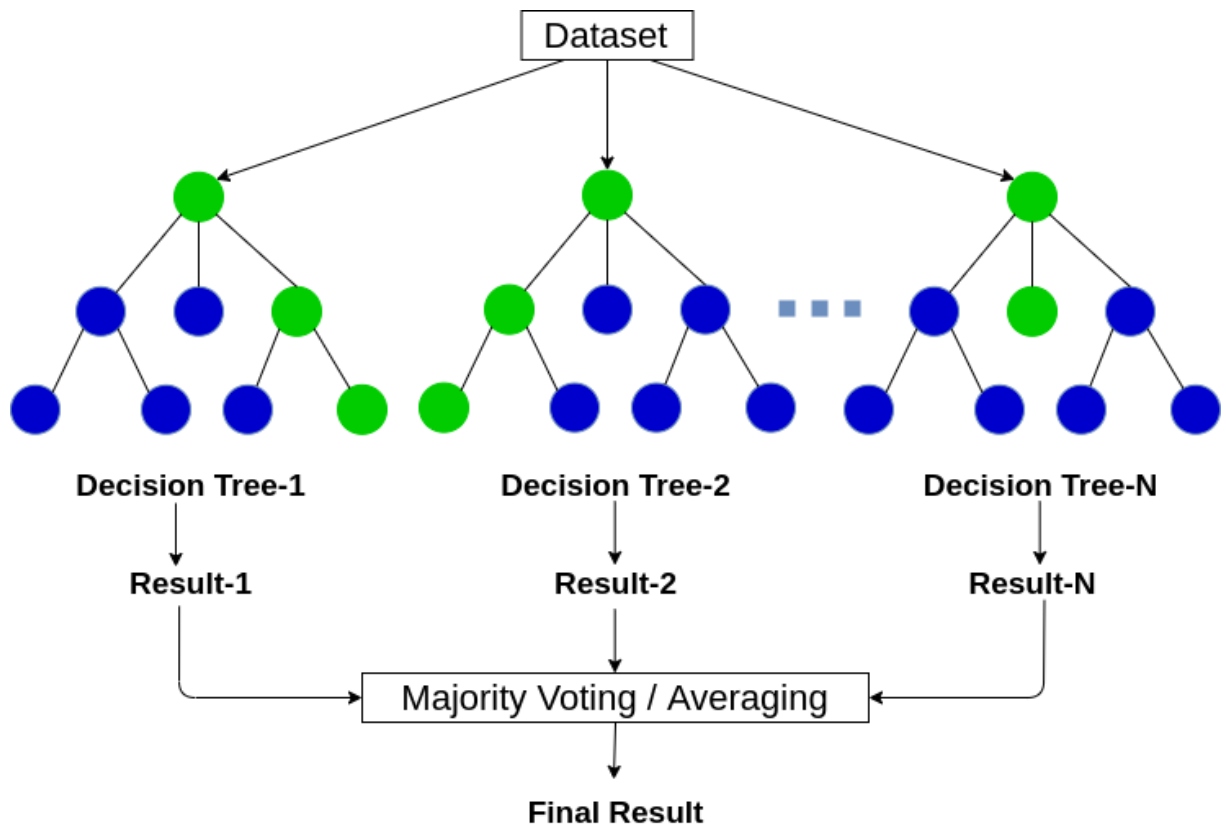 Dataset
Decision Tree-1
Decision Tree-2
Decision Tree-N
Result-1
Result-2
Result-N
Majority Voting / Averaging
Final Result